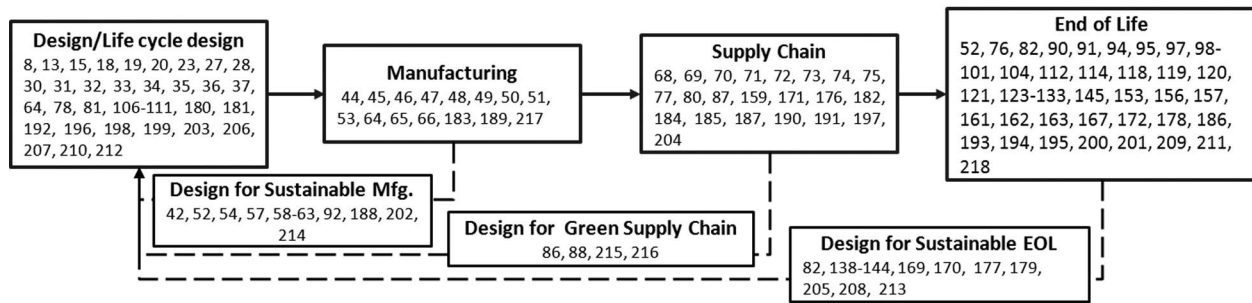 Design/Life cycle design
8, 13, 15, 18, 19, 20, 23, 27, 28,
30, 31, 32, 33, 34, 35, 36, 37,
64, 78, 81, 106-111, 180, 181,
192, 196, 198, 199, 203, 206,
207, 210, 212
Manufacturing
44, 45, 46, 47, 48, 49, 50, 51,
53, 64, 65, 66, 183, 189, 217
Supply Chain
68, 69, 70, 71, 72, 73, 74, 75,
77, 80, 87, 159, 171, 176, 182,
184, 185, 187, 190, 191, 197,
204
End of Life
52, 76, 82, 90, 91, 94, 95, 97, 98-
101, 104, 112, 114, 118, 119, 120,
121, 123-133, 145, 153, 156, 157,
161, 162, 163, 167, 172, 178, 186,
193, 194, 195, 200, 201, 209, 211,
218
Design for Sustainable Mfg.
42, 52, 54, 57, 58-63, 92, 188, 202,
214
Design for Green Supply Chain
86, 88, 215, 216
Design for Sustainable EOL
82, 138-144, 169, 170, 177, 179,
205, 208, 213